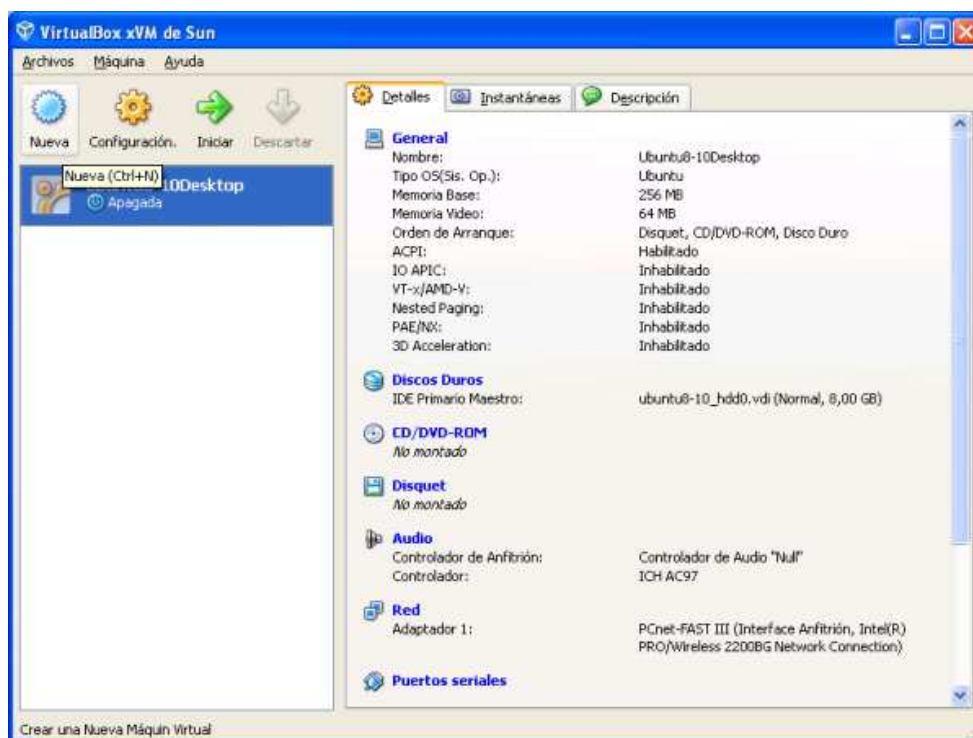 VirtualBox xVM de Sun
Archivos Máquina Ayuda
Nueva Configuración. Iniciar Descartar
Nueva (Ctrl+N)
10Desktop
Apagada
Detalles Instantáneas Descripción
General
Nombre: Ubuntu8-10Desktop
Tipo OS(Sis. Op.): Ubuntu
Memoria Base: 256 MB
Memoria Video: 64 MB
Orden de Arranque: Disquet, CD/DVD-ROM, Disco Duro
ACPI: Habilitado
IO APIC: Inhabilitado
VT-x/AMD-V: Inhabilitado
Nested Paging: Inhabilitado
PAE/NX: Inhabilitado
3D Acceleration: Inhabilitado
Discos Duros
IDE Primario Maestro: ubuntu8-10_hdd0.vdi (Normal, 8,00 GB)
CD/DVD-ROM
No montado
Disquet
No montado
Audio
Controlador de Anfitrión: Controlador de Audio "Null"
Controlador: ICH AC97
Red
Adaptador 1: PCnet-FAST III (Interface Anfitrión, Intel(R)
PRO/Wireless 2200BG Network Connection)
Puertos seriales
Crear una Nueva Máquin Virtual